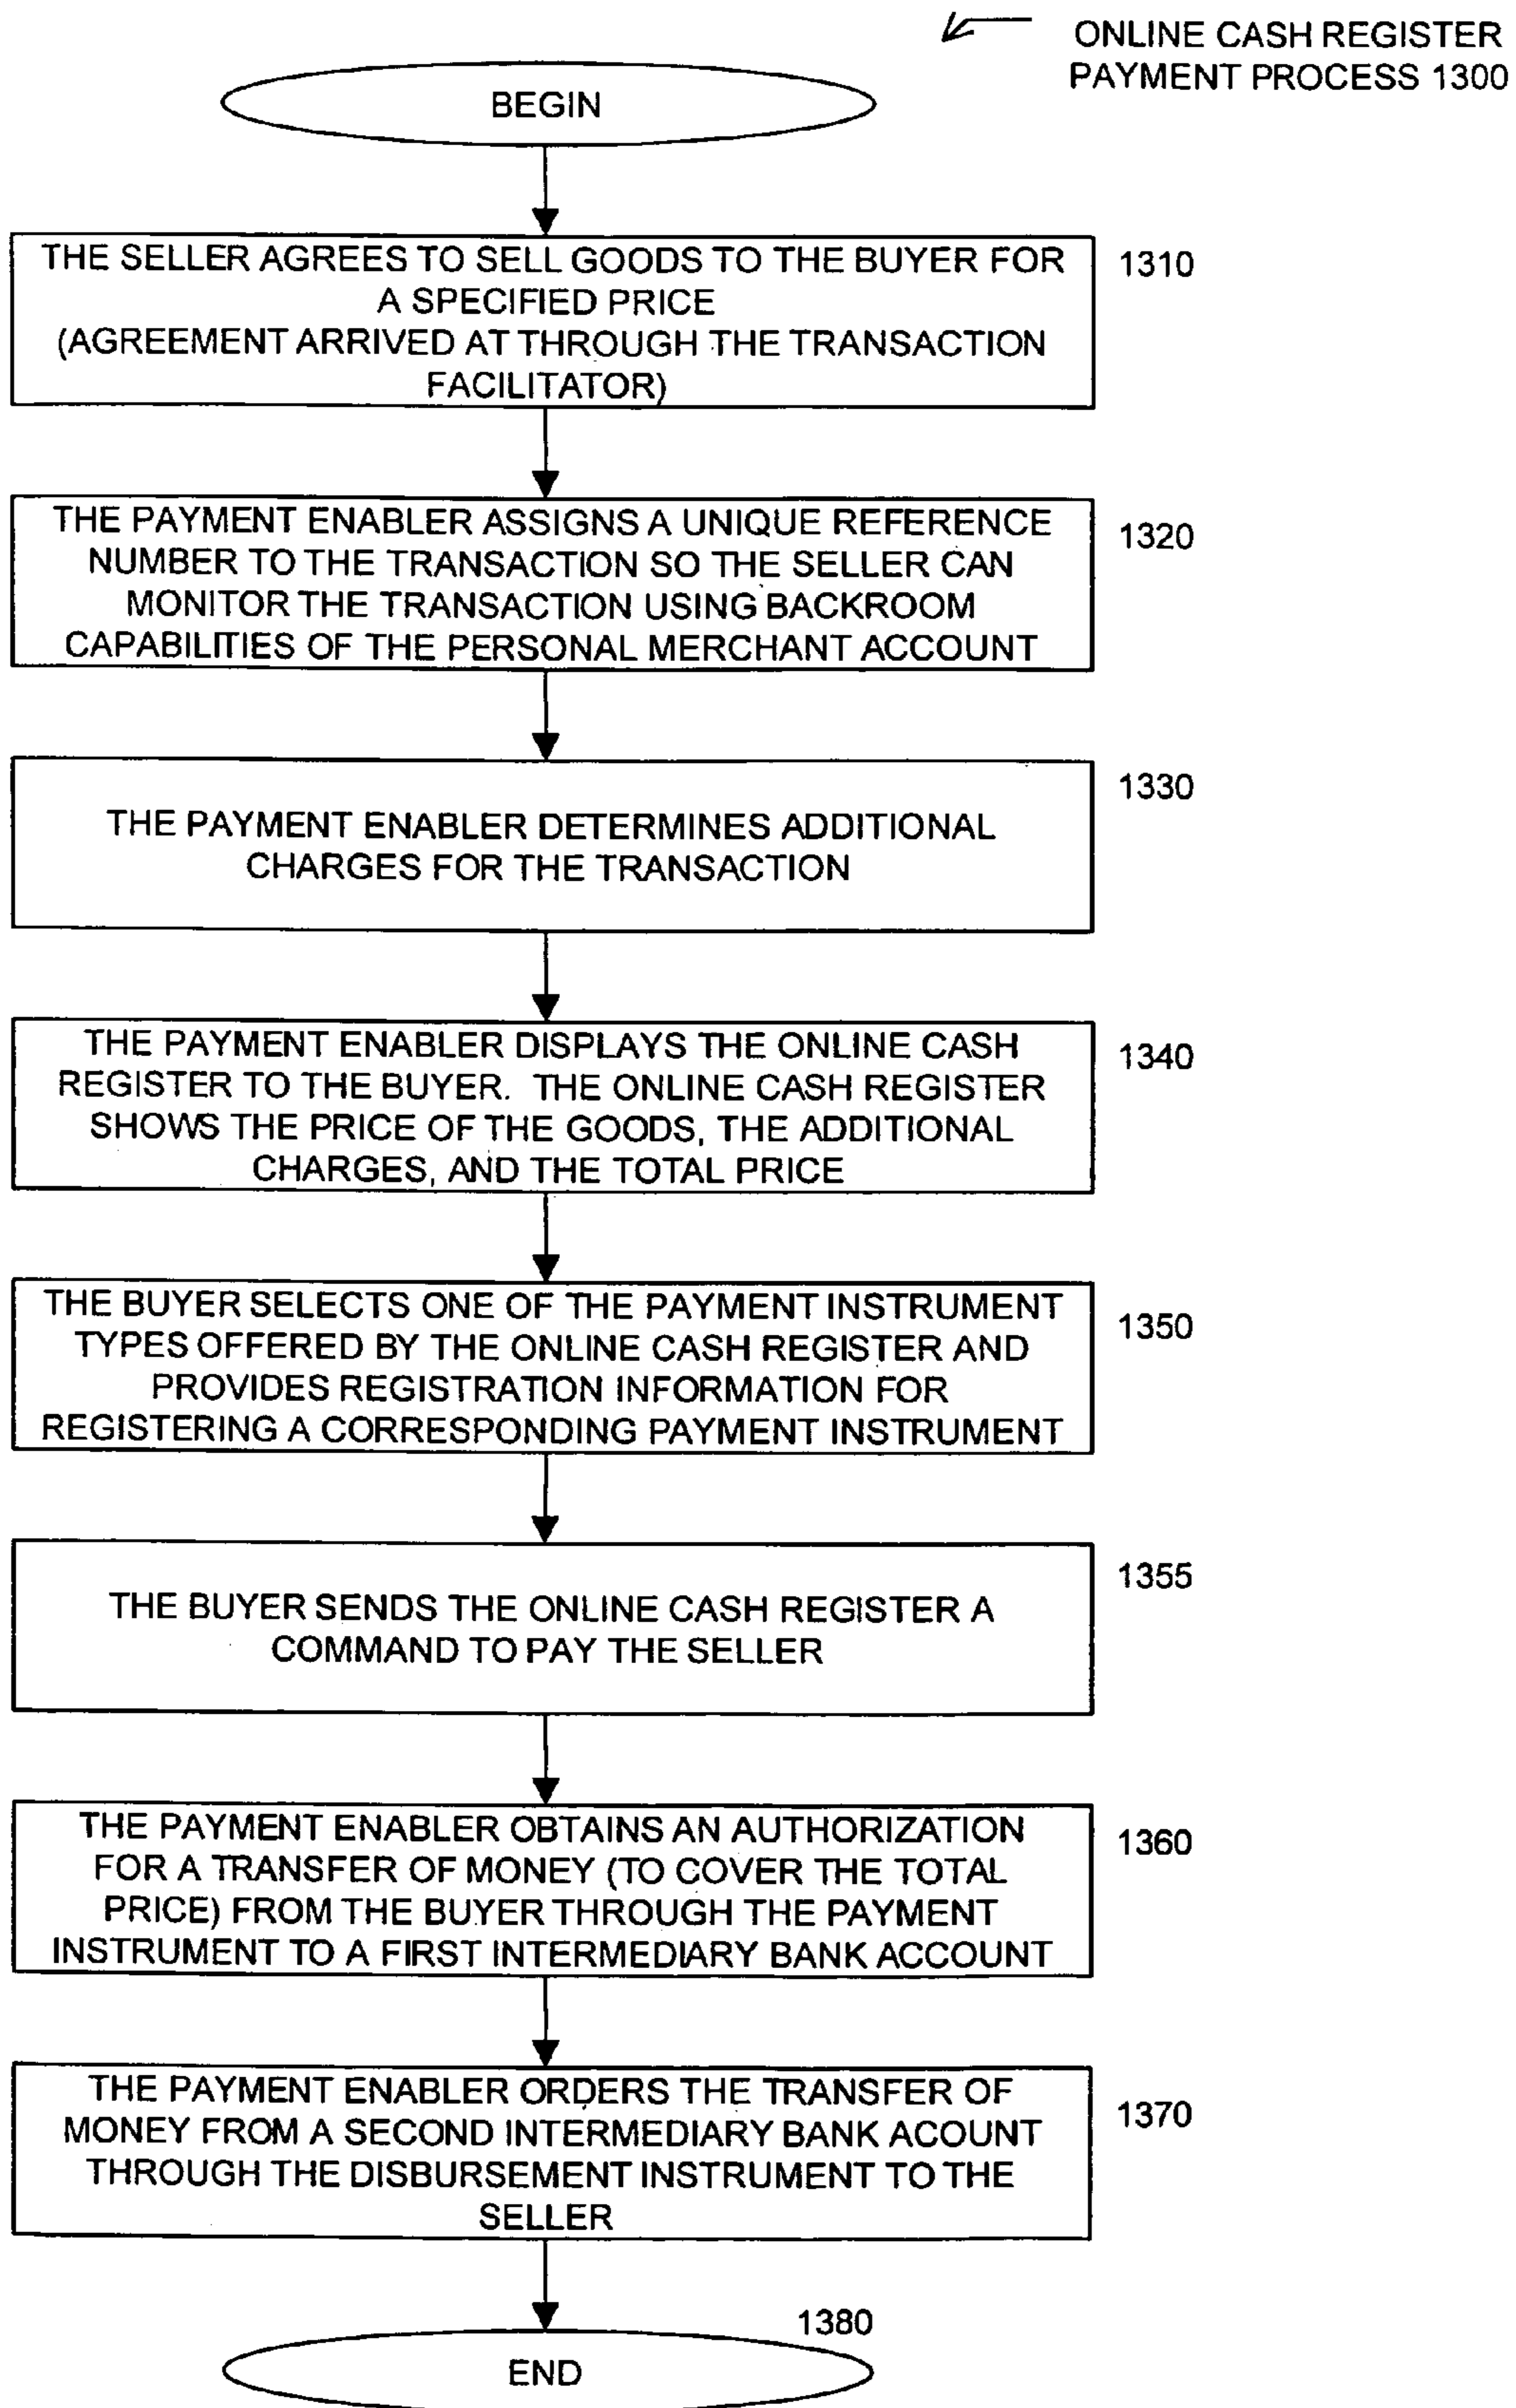 ONLINE CASH REGISTER
PAYMENT PROCESS 1300
BEGIN
THE SELLER AGREES TO SELL GOODS TO THE BUYER FOR
A SPECIFIED PRICE
(AGREEMENT ARRIVED AT THROUGH THE TRANSACTION
FACILITATOR)
1310
THE PAYMENT ENABLER ASSIGNS A UNIQUE REFERENCE
NUMBER TO THE TRANSACTION SO THE SELLER CAN
MONITOR THE TRANSACTION USING BACKROOM
CAPABILITIES OF THE PERSONAL MERCHANT ACCOUNT
1320
THE PAYMENT ENABLER DETERMINES ADDITIONAL
CHARGES FOR THE TRANSACTION
1330
THE PAYMENT ENABLER DISPLAYS THE ONLINE CASH
REGISTER TO THE BUYER. THE ONLINE CASH REGISTER
SHOWS THE PRICE OF THE GOODS, THE ADDITIONAL
CHARGES, AND THE TOTAL PRICE
1340
THE BUYER SELECTS ONE OF THE PAYMENT INSTRUMENT
TYPES OFFERED BY THE ONLINE CASH REGISTER AND
PROVIDES REGISTRATION INFORMATION FOR
REGISTERING A CORRESPONDING PAYMENT INSTRUMENT
1350
THE BUYER SENDS THE ONLINE CASH REGISTER A
COMMAND TO PAY THE SELLER
1355
THE PAYMENT ENABLER OBTAINS AN AUTHORIZATION
FOR A TRANSFER OF MONEY (TO COVER THE TOTAL
PRICE) FROM THE BUYER THROUGH THE PAYMENT
INSTRUMENT TO A FIRST INTERMEDIARY BANK ACCOUNT
1360
THE PAYMENT ENABLER ORDERS THE TRANSFER OF
MONEY FROM A SECOND INTERMEDIARY BANK ACOUNT
THROUGH THE DISBURSEMENT INSTRUMENT TO THE
SELLER
1370
1380
END